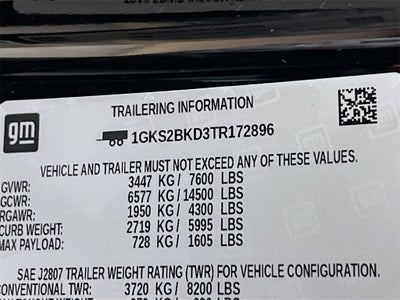 TRAILERING INFORMATION
gm
1GKS2BKD3TR172896
VEHICLE AND TRAILER MUST NOT EXCEED ANY OF THESE VALUES.
GVWR: 3447 KG / 7600 LBS
GCWR: 6577 KG / 14500 LBS
RGAWR: 1950 KG / 4300 LBS
CURB WEIGHT: 2719 KG / 5995 LBS
MAX PAYLOAD: 728 KG / 1605 LBS
SAE J2807 TRAILER WEIGHT RATING (TWR) FOR VEHICLE CONFIGURATION.
CONVENTIONAL TWR: 3720 KG / 8200 LBS